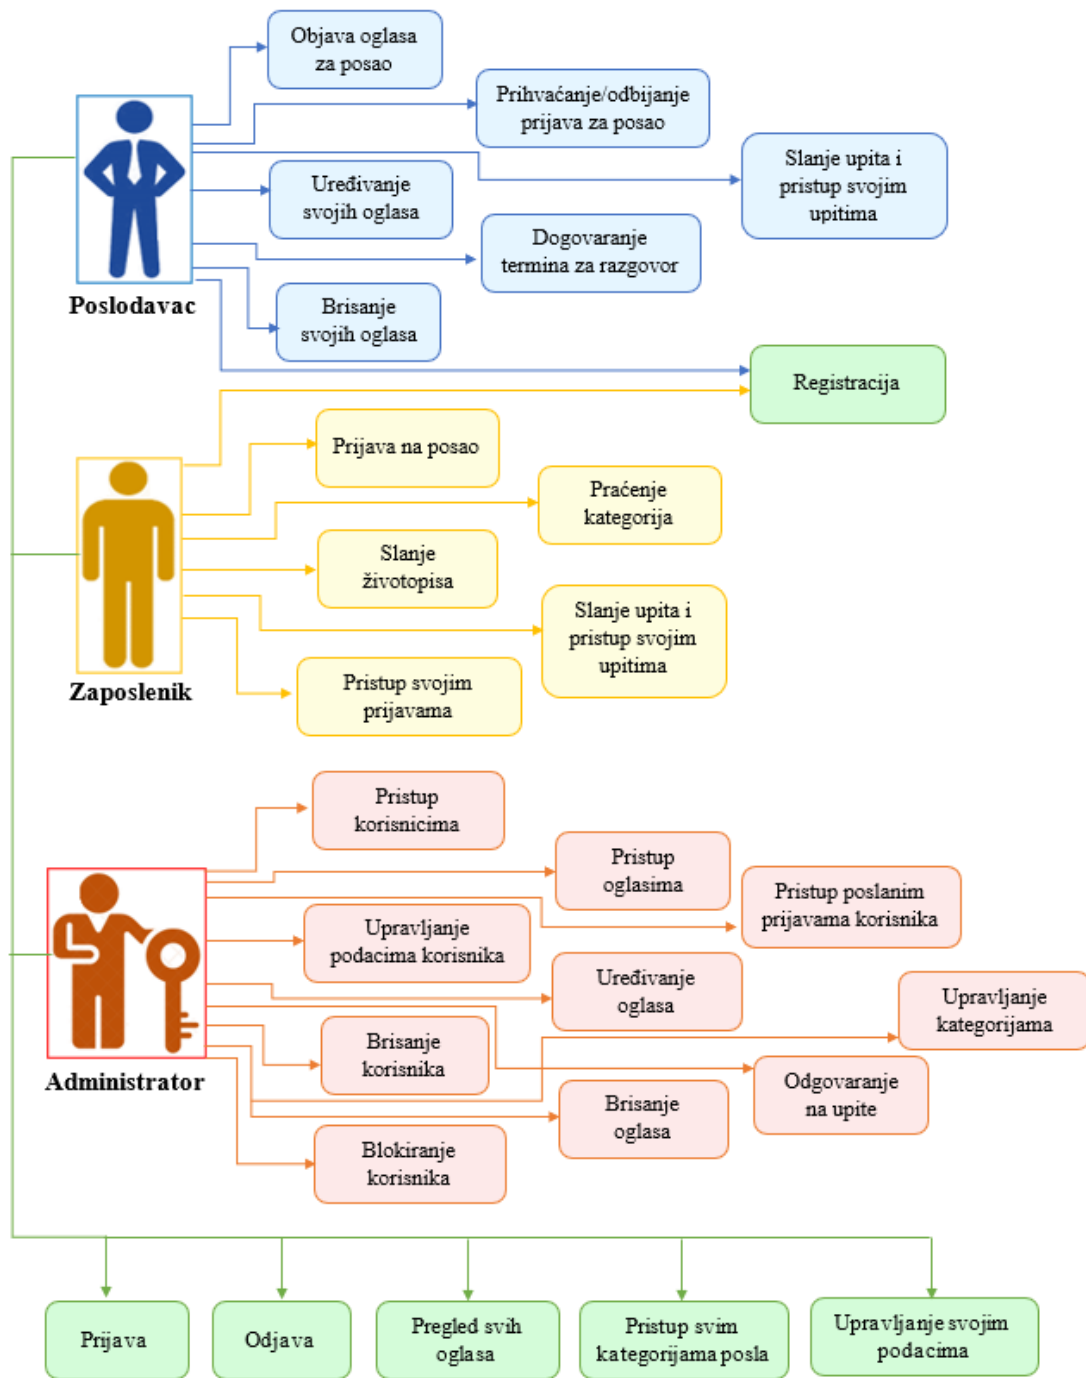 Objava oglasa
za posao
Prihvaćanje/odbijanje
prijava za posao
Slanje upita i
pristup svojim
upitima
Uređivanje
svojih oglasa
Dogovaranje
termina za razgovor
Poslodavac
Brisanje
svojih oglasa
Registracija
Prijava na posao
Praćenje
kategorija
Slanje
životopisa
Slanje upita i
pristup svojim
upitima
Zaposlenik
Pristup svojim
prijavama
Pristup
korisnicima
Pristup
oglasima
Pristup poslanim
prijavama korisnika
Upravljanje
podacima korisnika
Uređivanje
oglasa
Upravljanje
kategorijama
Brisanje
korisnika
Administrator
Odgovaranje
na upite
Brisanje
oglasa
Blokiranje
korisnika
Prijava
Odjava
Pregled svih
oglasa
Pristup svim
kategorijama posla
Upravljanje svojim
podacima